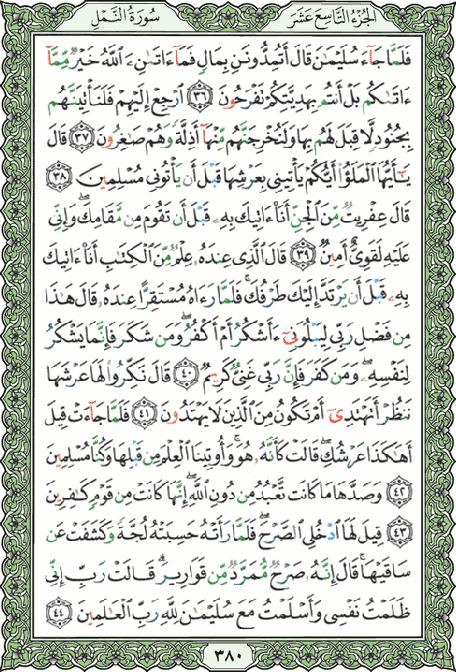 الجزء التاسع عشر
سورة النمل
فَلَمَّا جَآءَ سُلَيْمَٰنَ قَالَ أَتُمِدُّونَنِ بِمَالٍ فَمَآ ءَاتَىٰنِۦَ ٱللَّهُ خَيْرٌ مِّمَّآ
ءَاتَىٰكُم بَلْ أَنتُم بِهَدِيَّتِكُمْ تَفْرَحُونَ ٣٦ ٱرْجِعْ إِلَيْهِمْ فَلَنَأْتِيَنَّهُم
بِجُنُودٍ لَّا قِبَلَ لَهُم بِهَا وَلَنُخْرِجَنَّهُم مِّنْهَآ أَذِلَّةً وَهُمْ صَٰغِرُونَ ٣٧ قَالَ
يَٰٓأَيُّهَا ٱلْمَلَؤُا۟ أَيُّكُمْ يَأْتِينِى بِعَرْشِهَا قَبْلَ أَن يَأْتُونِى مُسْلِمِينَ ٣٨
قَالَ عِفْرِيتٌ مِّنَ ٱلْجِنِّ أَنَا۠ ءَاتِيكَ بِهِۦ قَبْلَ أَن تَقُومَ مِن مَّقَامِكَ ۖ وَإِنِّى
عَلَيْهِ لَقَوِىٌّ أَمِينٌ ٣٩ قَالَ ٱلَّذِى عِندَهُۥ عِلْمٌ مِّنَ ٱلْكِتَٰبِ أَنَا۠ ءَاتِيكَ
بِهِۦ قَبْلَ أَن يَرْتَدَّ إِلَيْكَ طَرْفُكَ ۚ فَلَمَّا رَءَاهُ مُسْتَقِرًّا عِندَهُۥ قَالَ هَٰذَا
مِن فَضْلِ رَبِّى لِيَبْلُوَنِىٓ ءَأَشْكُرُ أَمْ أَكْفُرُ ۖ وَمَن شَكَرَ فَإِنَّمَا يَشْكُرُ
لِنَفْسِهِۦ ۖ وَمَن كَفَرَ فَإِنَّ رَبِّى غَنِىٌّ كَرِيمٌ ٤٠ قَالَ نَكِّرُوا۟ لَهَا عَرْشَهَا
نَنظُرْ أَتَهْتَدِىٓ أَمْ تَكُونُ مِنَ ٱلَّذِينَ لَا يَهْتَدُونَ ٤١ فَلَمَّا جَآءَتْ قِيلَ
أَهَٰكَذَا عَرْشُكِ ۖ قَالَتْ كَأَنَّهُۥ هُوَ ۚ وَأُوتِينَا ٱلْعِلْمَ مِن قَبْلِهَا وَكُنَّا مُسْلِمِينَ
٤٢ وَصَدَّهَا مَا كَانَت تَّعْبُدُ مِن دُونِ ٱللَّهِ ۖ إِنَّهَا كَانَتْ مِن قَوْمٍ كَٰفِرِينَ
٤٣ قِيلَ لَهَا ٱدْخُلِى ٱلصَّرْحَ ۖ فَلَمَّا رَأَتْهُ حَسِبَتْهُ لُجَّةً وَكَشَفَتْ عَن
سَاقَيْهَا ۚ قَالَ إِنَّهُۥ صَرْحٌ مُّمَرَّدٌ مِّن قَوَارِيرَ ۗ قَالَتْ رَبِّ إِنِّى
ظَلَمْتُ نَفْسِى وَأَسْلَمْتُ مَعَ سُلَيْمَٰنَ لِلَّهِ رَبِّ ٱلْعَٰلَمِينَ ٤٤
٣٨٠